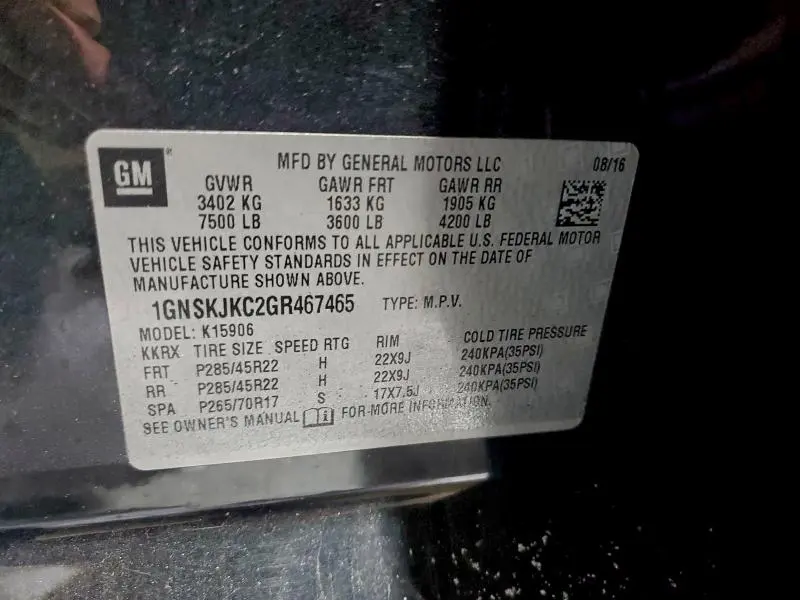 GM® MFD BY GENERAL MOTORS LLC 08/16
GVWR GAWR FRT GAWR RR
3402 KG 1633 KG 1905 KG
7500 LB 3600 LB 4200 LB
THIS VEHICLE CONFORMS TO ALL APPLICABLE U.S. FEDERAL MOTOR
VEHICLE SAFETY STANDARDS IN EFFECT ON THE DATE OF
MANUFACTURE SHOWN ABOVE.
1GNSKJKC2GR467465 TYPE: M.P.V.
MODEL: K15906
KKRX TIRE SIZE SPEED RTG RIM COLD TIRE PRESSURE
FRT P285/45R22 H 22X9J 240KPA(35PSI)
RR P285/45R22 H 22X9J 240KPA(35PSI)
SPA P265/70R17 S 17X7.5J 240KPA(35PSI)
SEE OWNER'S MANUAL FOR MORE INFORMATION.